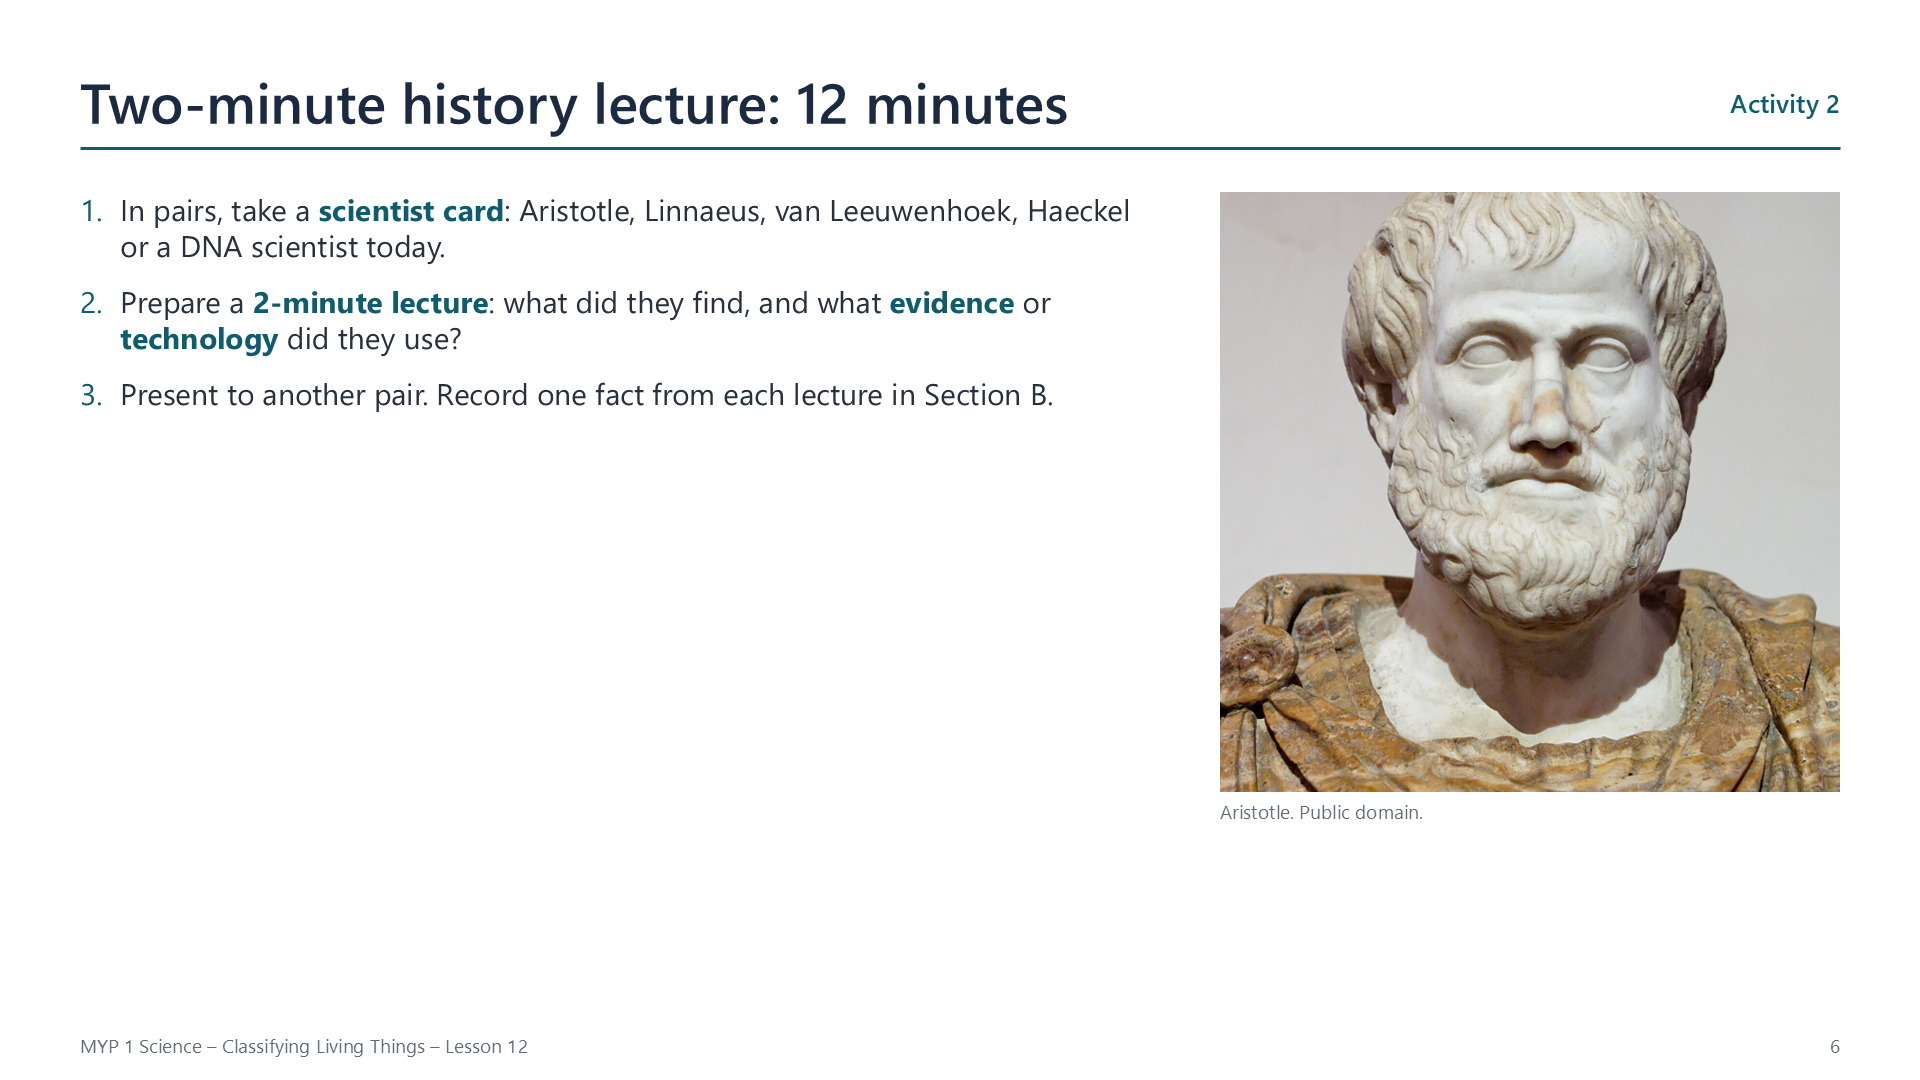 Two-minute history lecture: 12 minutes
Activity 2
1. In pairs, take a scientist card: Aristotle, Linnaeus, van Leeuwenhoek, Haeckel
or a DNA scientist today.
2. Prepare a 2-minute lecture: what did they find, and what evidence or
technology did they use?
3. Present to another pair. Record one fact from each lecture in Section B.
Aristotle. Public domain.
MYP 1 Science – Classifying Living Things – Lesson 12
6